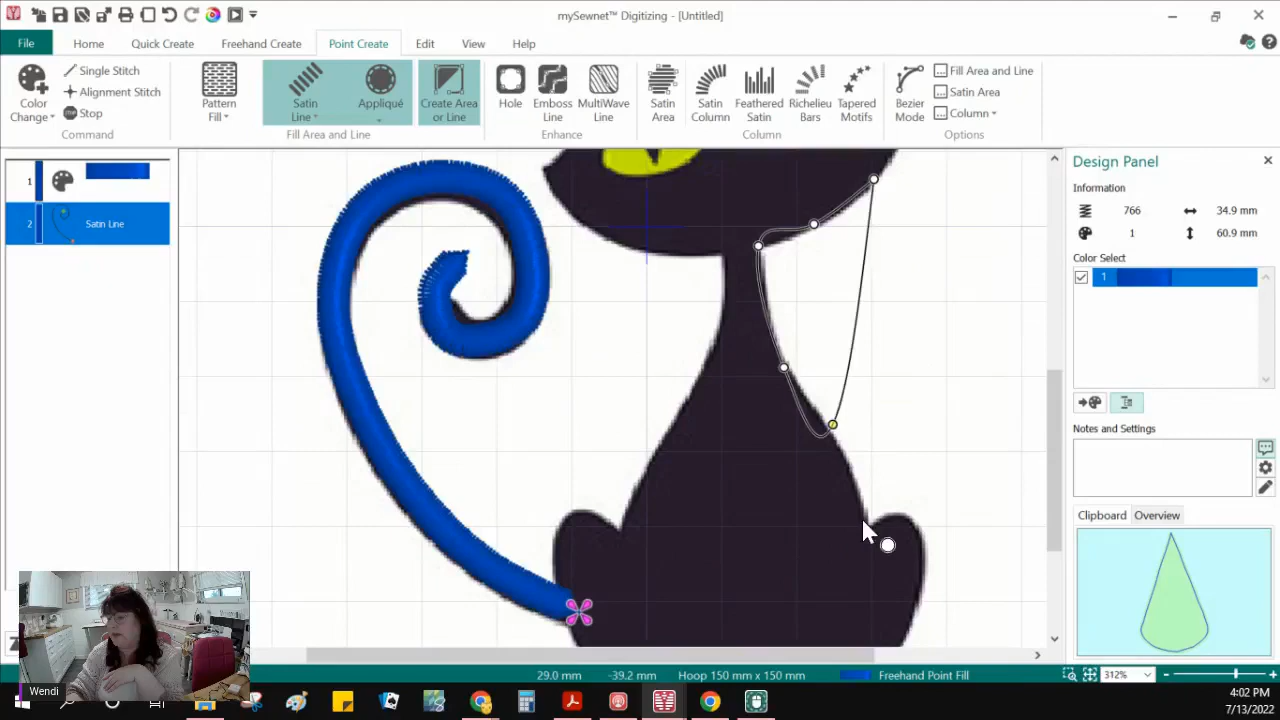 mySewnet™ Digitizing - [Untitled]
File
Home
Quick Create
Freehand Create
Point Create
Edit
View
Help
Color Change
Single Stitch
Alignment Stitch
Stop
Command
Pattern Fill
Satin Line
Appliqué
Create Area or Line
Fill Area and Line
Hole
Emboss Line
MultiWave Line
Enhance
Satin Area
Satin Column
Feathered Satin
Richelieu Bars
Tapered Motifs
Column
Bezier Mode
Fill Area and Line
Satin Area
Column
Options
1
2
Satin Line
Design Panel
Information
766
34.9 mm
1
60.9 mm
Color Select
1
Notes and Settings
Clipboard
Overview
29.0 mm
-39.2 mm
Hoop 150 mm x 150 mm
Freehand Point Fill
312%
Wendi
4:02 PM
7/13/2022